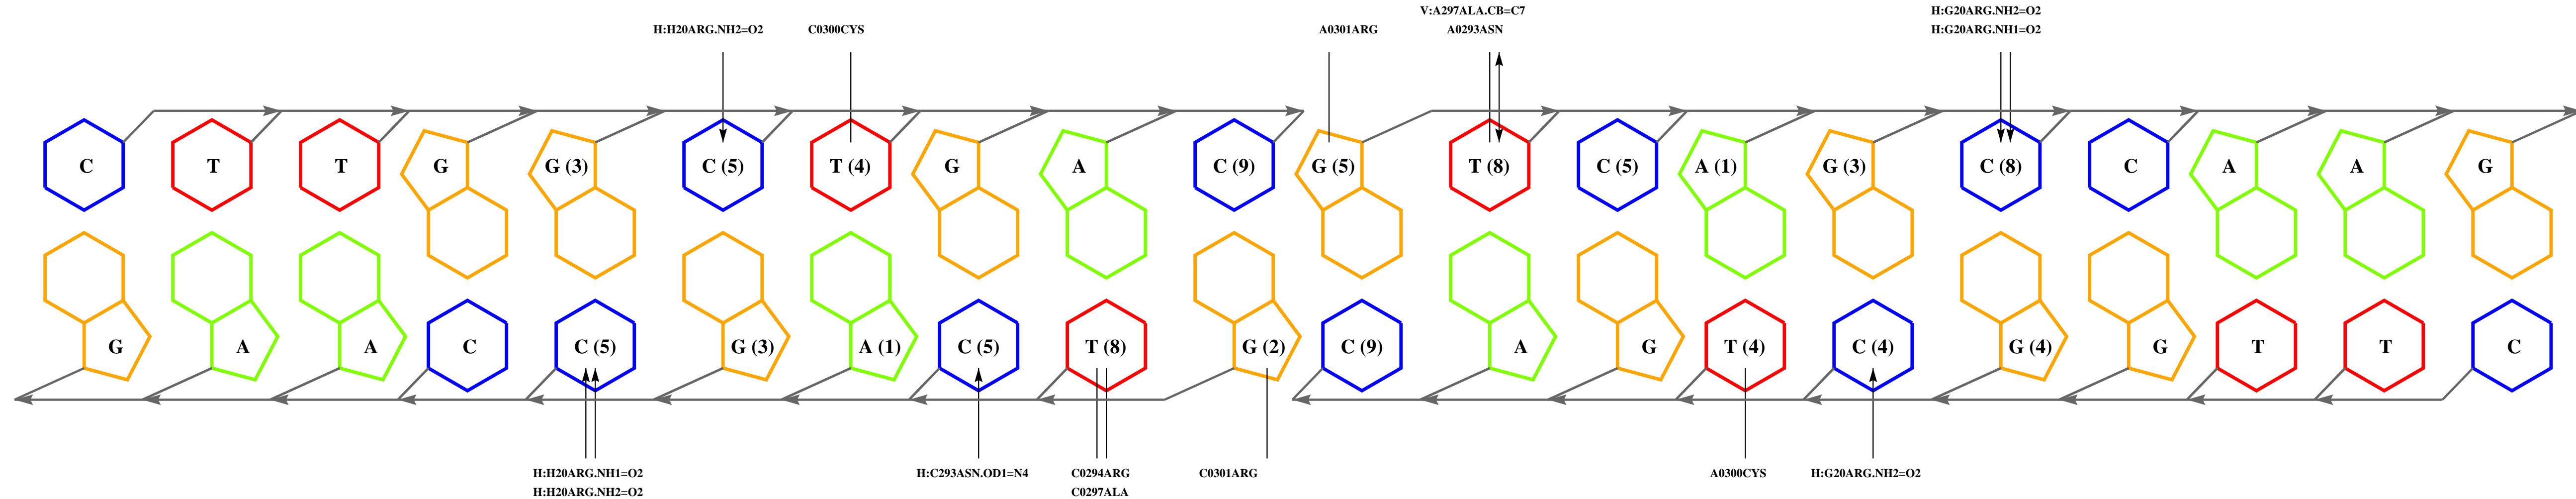 V:A297ALA.CB=C7 H:G20ARG.NH2=O2
H:H20ARG.NH2=O2 C0300CYS A0301ARG A0293ASN H:G20ARG.NH1=O2
C T T G G (3) C (5) T (4) G A C (9) G (5) T (8) C (5) A (1) G (3) C (8) C A A G
G A A C C (5) G (3) A (1) C (5) T (8) G (2) C (9) A G T (4) C (4) G (4) G T T C
H:H20ARG.NH1=O2 H:C293ASN.OD1=N4 C0294ARG C0301ARG A0300CYS H:G20ARG.NH2=O2
H:H20ARG.NH2=O2 C0297ALA